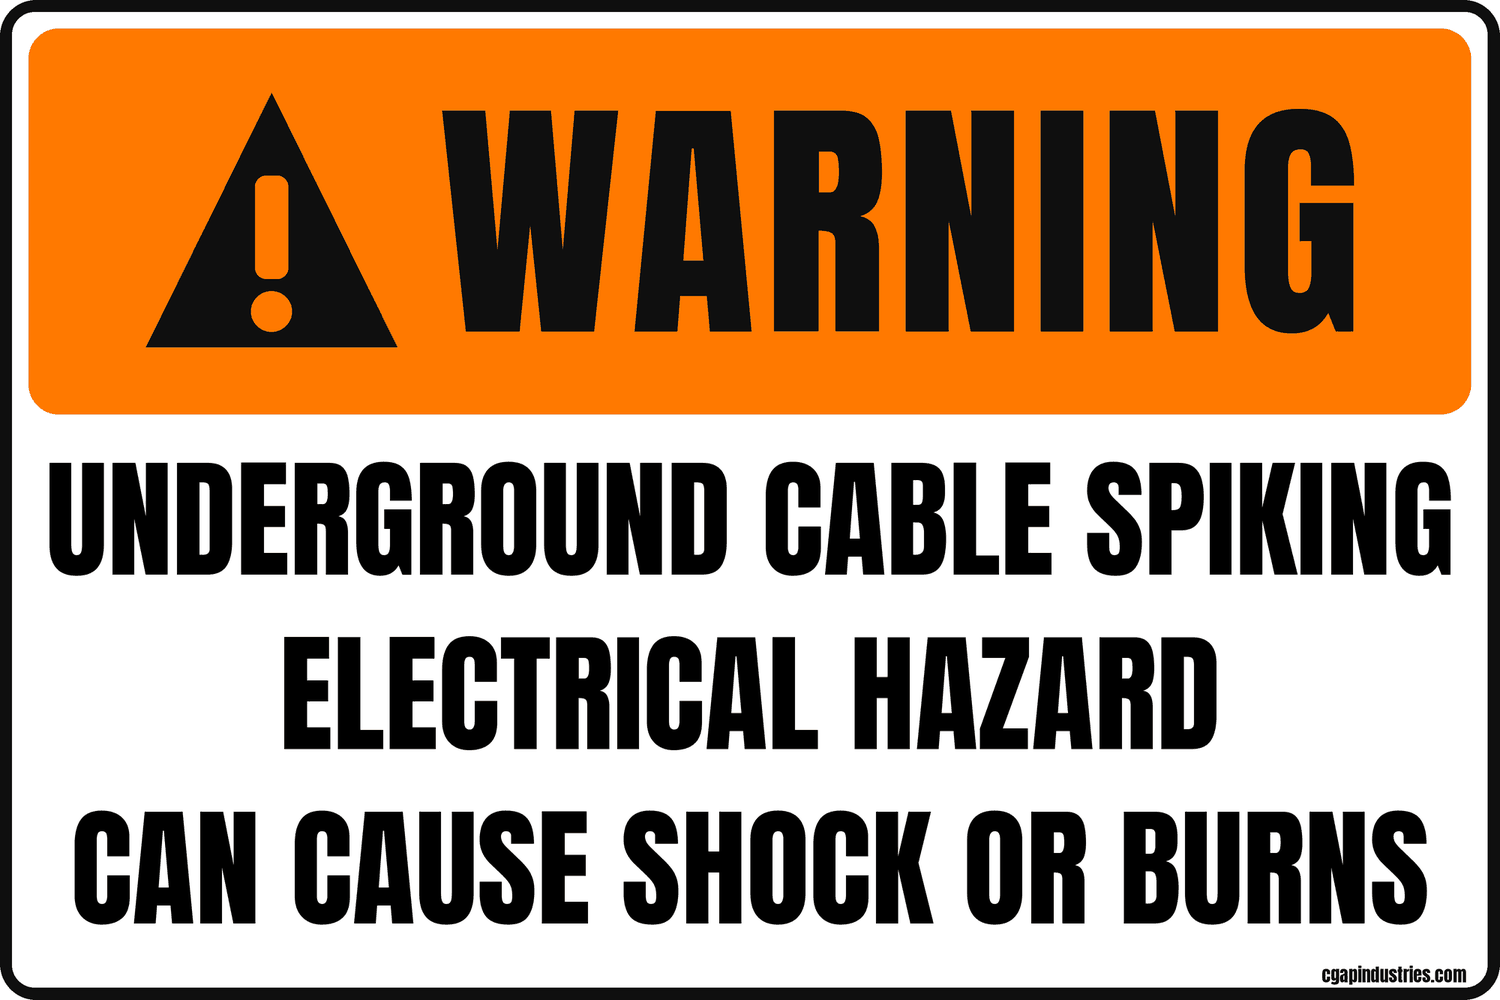 WARNING
UNDERGROUND CABLE SPIKING
ELECTRICAL HAZARD
CAN CAUSE SHOCK OR BURNS
cgapindustries.com